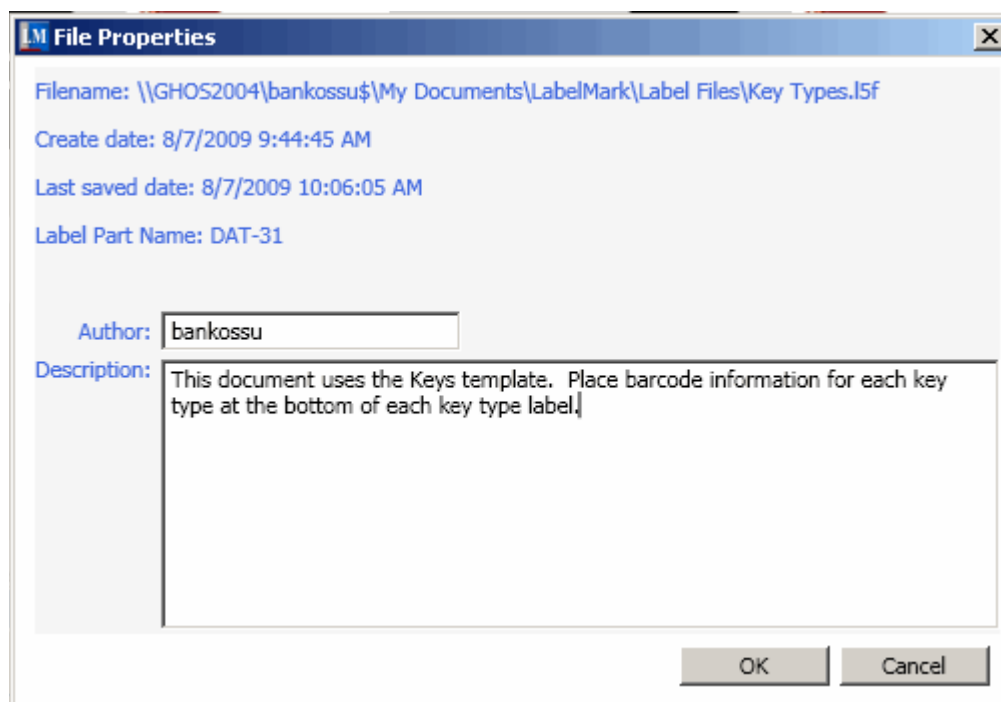 LM File Properties
Filename: \\GHOS2004\bankossu$\My Documents\LabelMark\Label Files\Key Types.l5f
Create date: 8/7/2009 9:44:45 AM
Last saved date: 8/7/2009 10:06:05 AM
Label Part Name: DAT-31
Author: bankossu
Description: This document uses the Keys template.  Place barcode information for each key
type at the bottom of each key type label.
OK Cancel